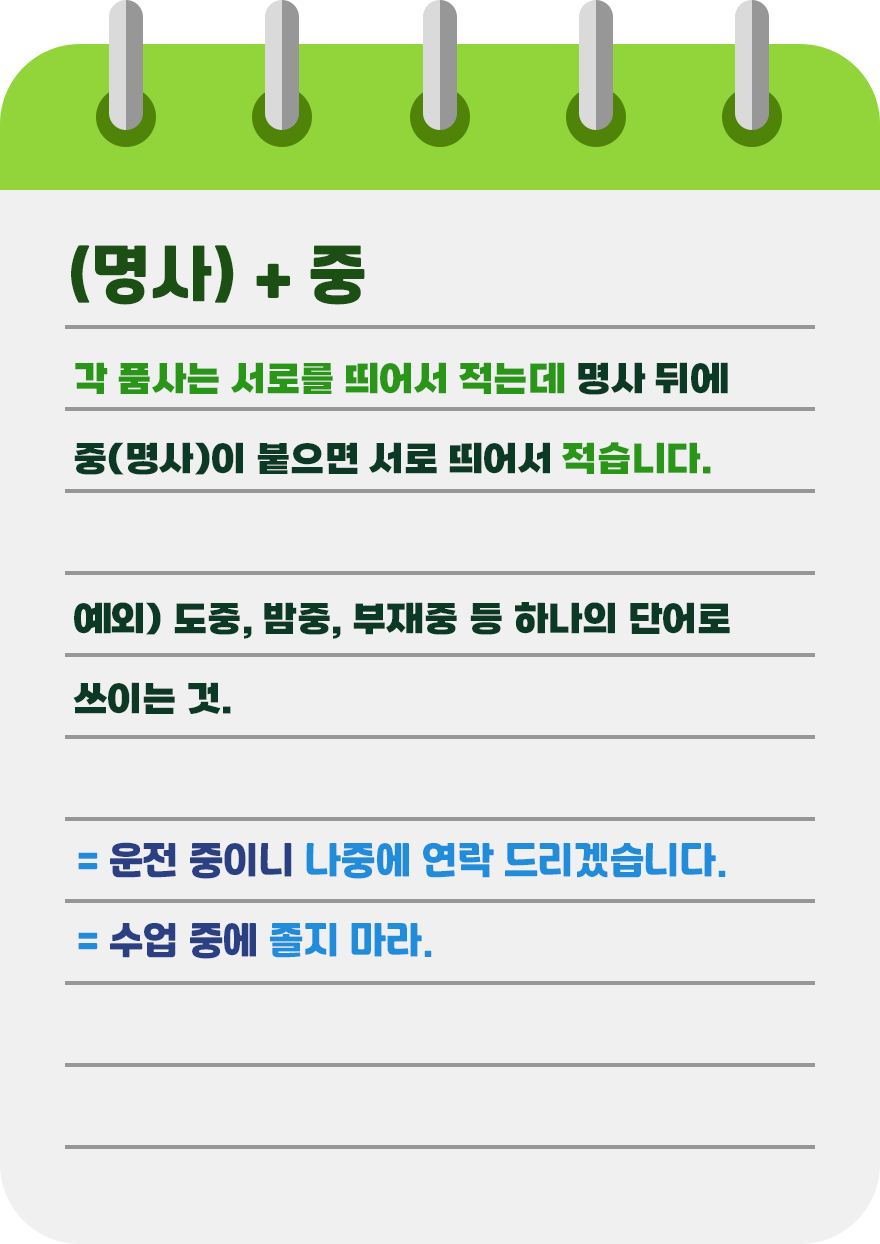 (명사) + 중
각 품사는 서로를 띄어서 적는데 명사 뒤에
중(명사)이 붙으면 서로 띄어서 적습니다.
예외) 도중, 밤중, 부재중 등 하나의 단어로
쓰이는 것.
= 운전 중이니 나중에 연락 드리겠습니다.
= 수업 중에 졸지 마라.